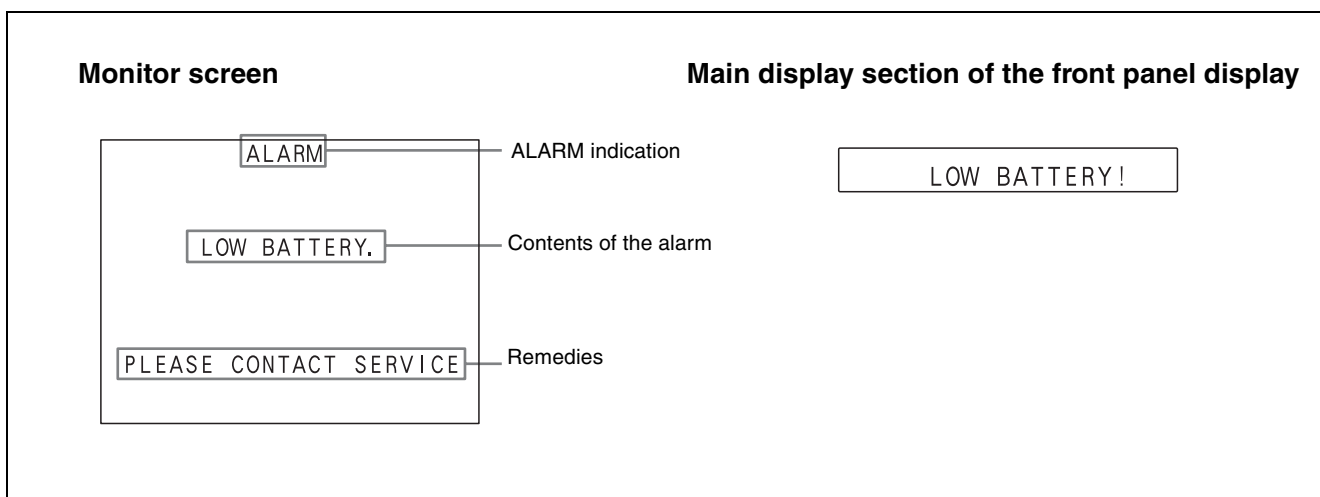 Monitor screen
Main display section of the front panel display
ALARM
ALARM indication
LOW BATTERY!
LOW BATTERY.
Contents of the alarm
PLEASE CONTACT SERVICE
Remedies